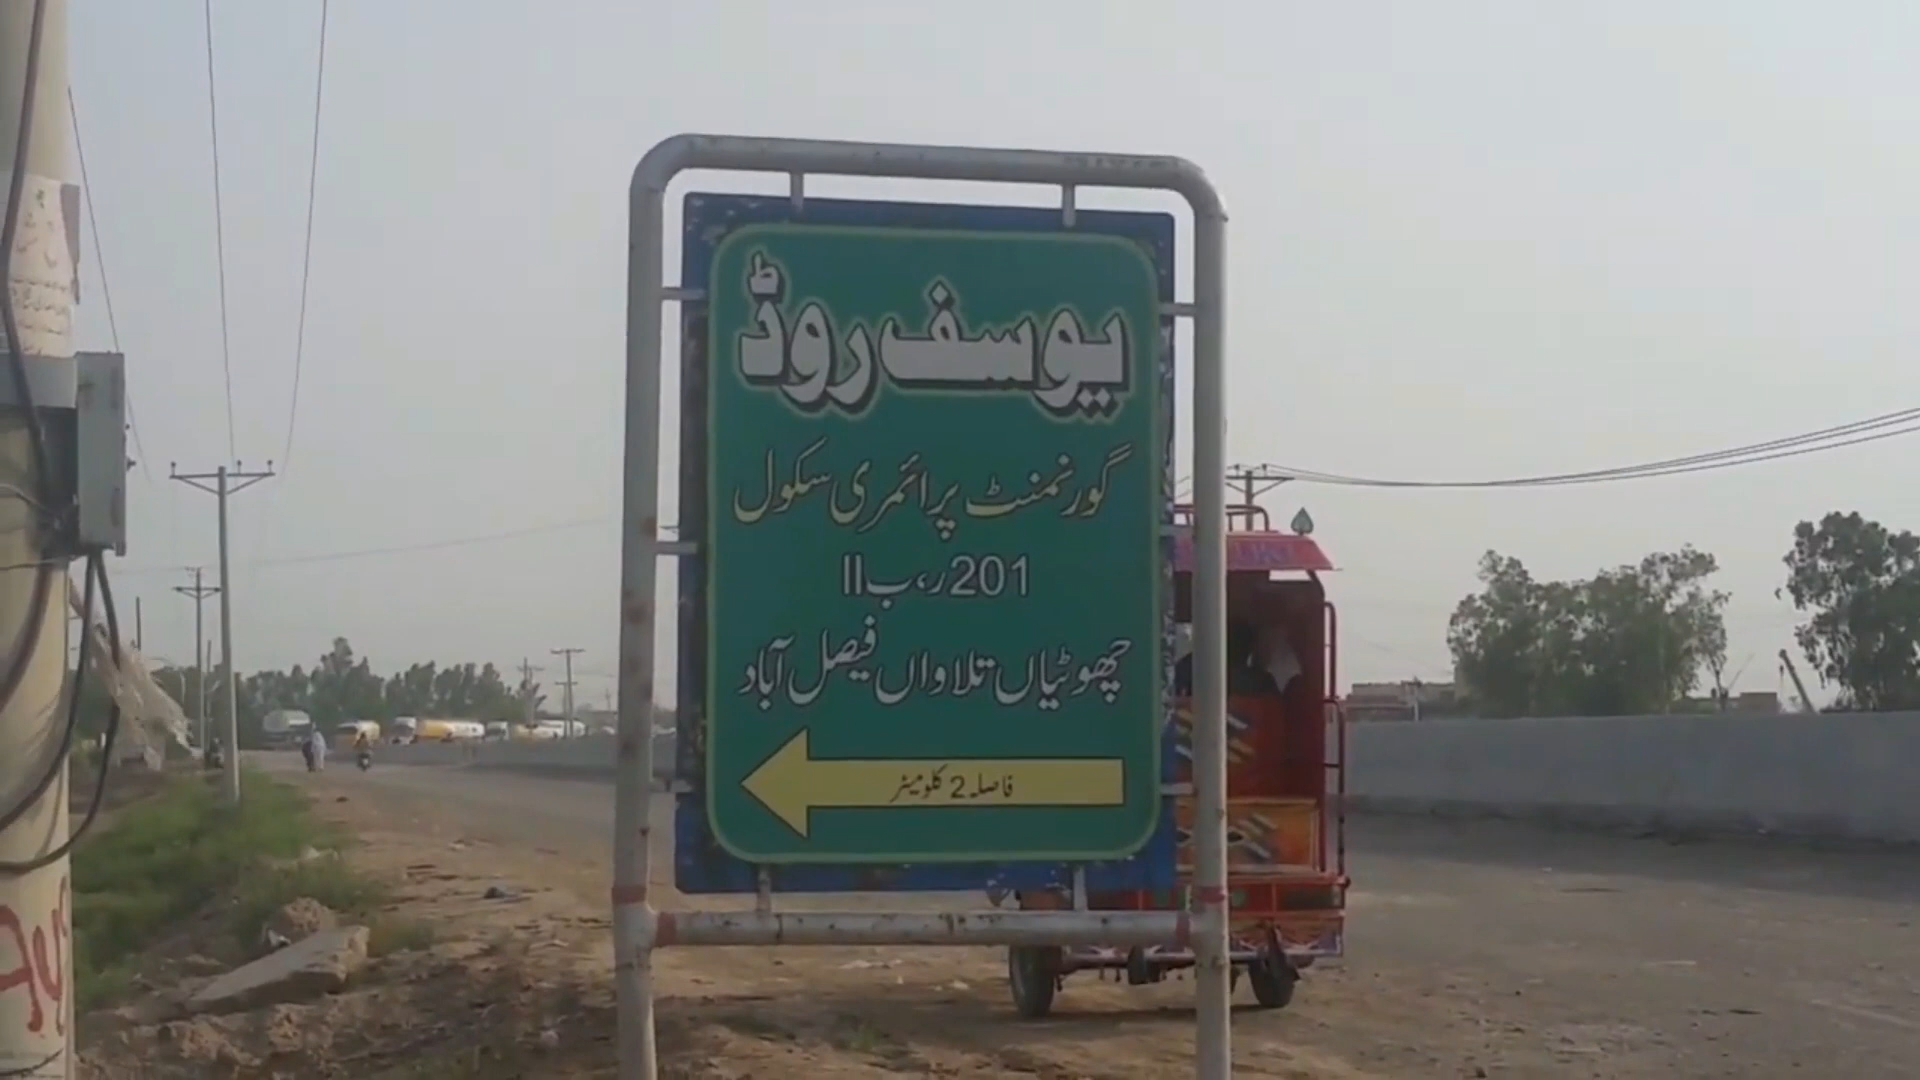 یوسف روڈ
گورنمنٹ پرائمری سکول
201 ر،ب II
چھوٹیاں تلاواں فیصل آباد
فاصلہ 2 کلومیٹر